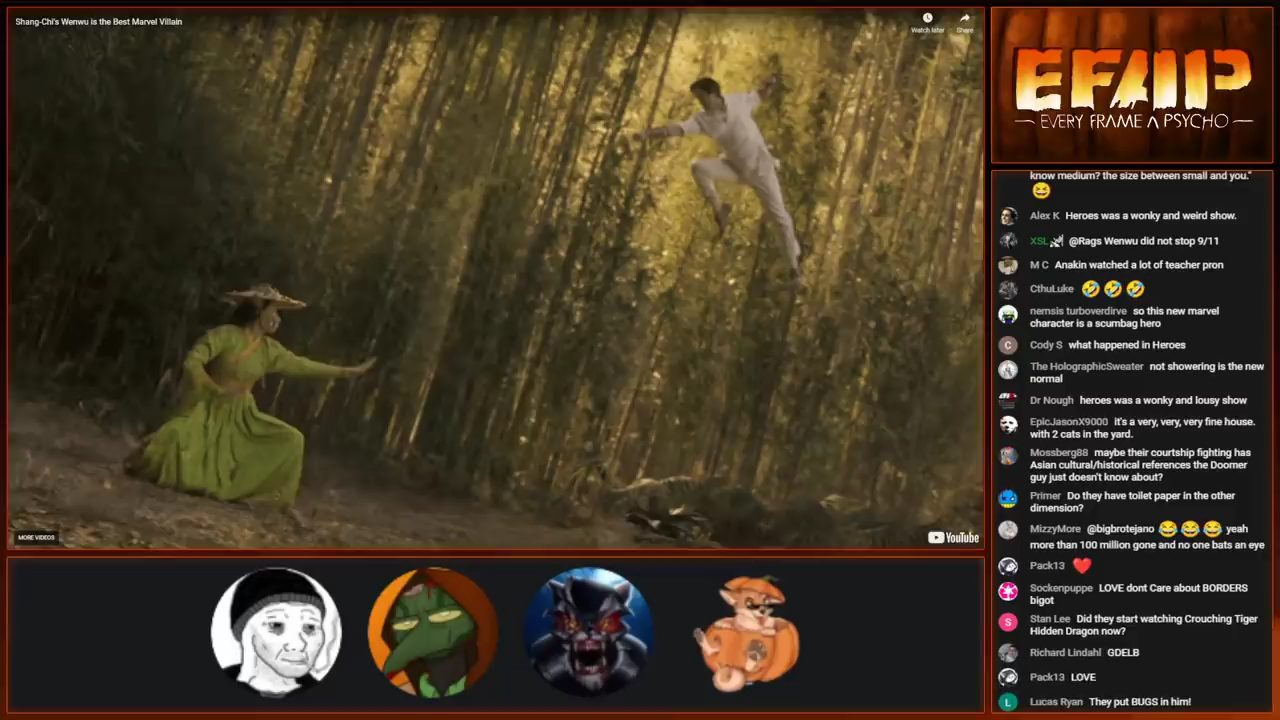 Shang-Chi's Wenwu is the Best Marvel Villain
Watch later
Share
MORE VIDEOS
YouTube
EFAP
EVERY FRAME A PSYCHO
know medium? the size between small and you."
😆
Alex K Heroes was a wonky and weird show.
XSL @Rags Wenwu did not stop 9/11
M C Anakin watched a lot of teacher pron
CthuLuke 🤣 🤣 🤣
nemsis turboverdirve so this new marvel
character is a scumbag hero
C
Cody S what happened in Heroes
The HolographicSweater not showering is the new
normal
Dr Nough heroes was a wonky and lousy show
EpicJasonX9000 it's a very, very, very fine house.
with 2 cats in the yard.
Mossberg88 maybe their courtship fighting has
Asian cultural/historical references the Doomer
guy just doesn't know about?
Primer Do they have toilet paper in the other
dimension?
MizzyMore @bigbrotejano 😂 😂 😂 yeah
more than 100 million gone and no one bats an eye
Pack13 ❤️
Sockenpuppe LOVE dont Care about BORDERS
bigot
S
Stan Lee Did they start watching Crouching Tiger
Hidden Dragon now?
Richard Lindahl GDELB
Pack13 LOVE
L
Lucas Ryan They put BUGS in him!